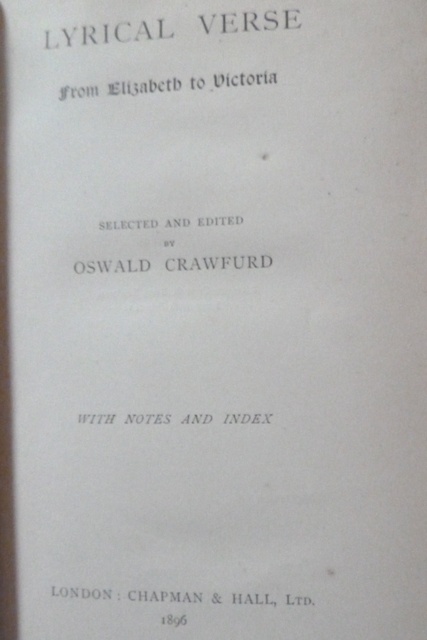 LYRICAL VERSE
From Elizabeth to Victoria
SELECTED AND EDITED
BY
OSWALD CRAWFURD
WITH NOTES AND INDEX
LONDON: CHAPMAN & HALL, LTD.
1896